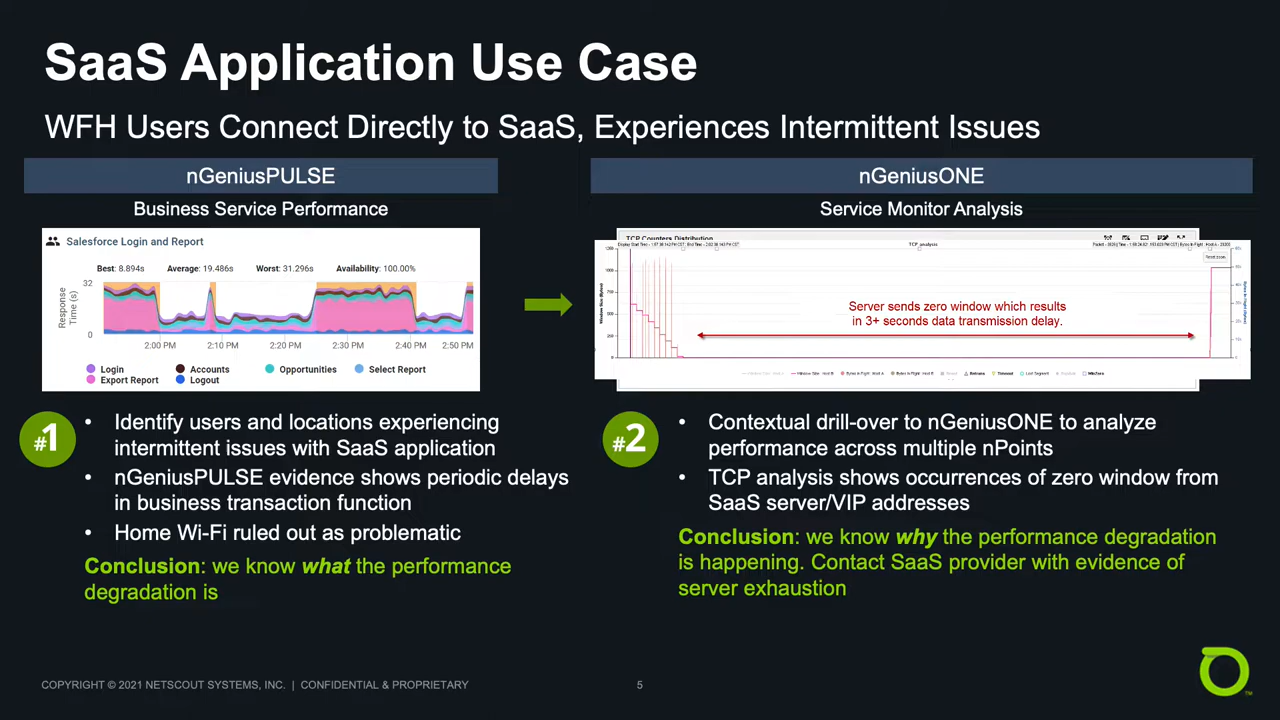 SaaS Application Use Case
WFH Users Connect Directly to SaaS, Experiences Intermittent Issues
nGeniusPULSE
Business Service Performance
Salesforce Login and Report
Best: 8.894s Average: 19.486s Worst: 31.296s Availability: 100.00%
Response
Time (s)
32
0
2:00 PM 2:10 PM 2:20 PM 2:30 PM 2:40 PM 2:50 PM
Login Accounts Opportunities Select Report
Export Report Logout
#1
• Identify users and locations experiencing
intermittent issues with SaaS application
• nGeniusPULSE evidence shows periodic delays
in business transaction function
• Home Wi-Fi ruled out as problematic
Conclusion: we know what the performance
degradation is
nGeniusONE
Service Monitor Analysis
TCP Counters Distribution
TCP_analysis
Reset zoom
Window Size (Bytes)
Server sends zero window which results
in 3+ seconds data transmission delay.
#2
• Contextual drill-over to nGeniusONE to analyze
performance across multiple nPoints
• TCP analysis shows occurrences of zero window from
SaaS server/VIP addresses
Conclusion: we know why the performance degradation
is happening. Contact SaaS provider with evidence of
server exhaustion
COPYRIGHT © 2021 NETSCOUT SYSTEMS, INC. | CONFIDENTIAL & PROPRIETARY
5